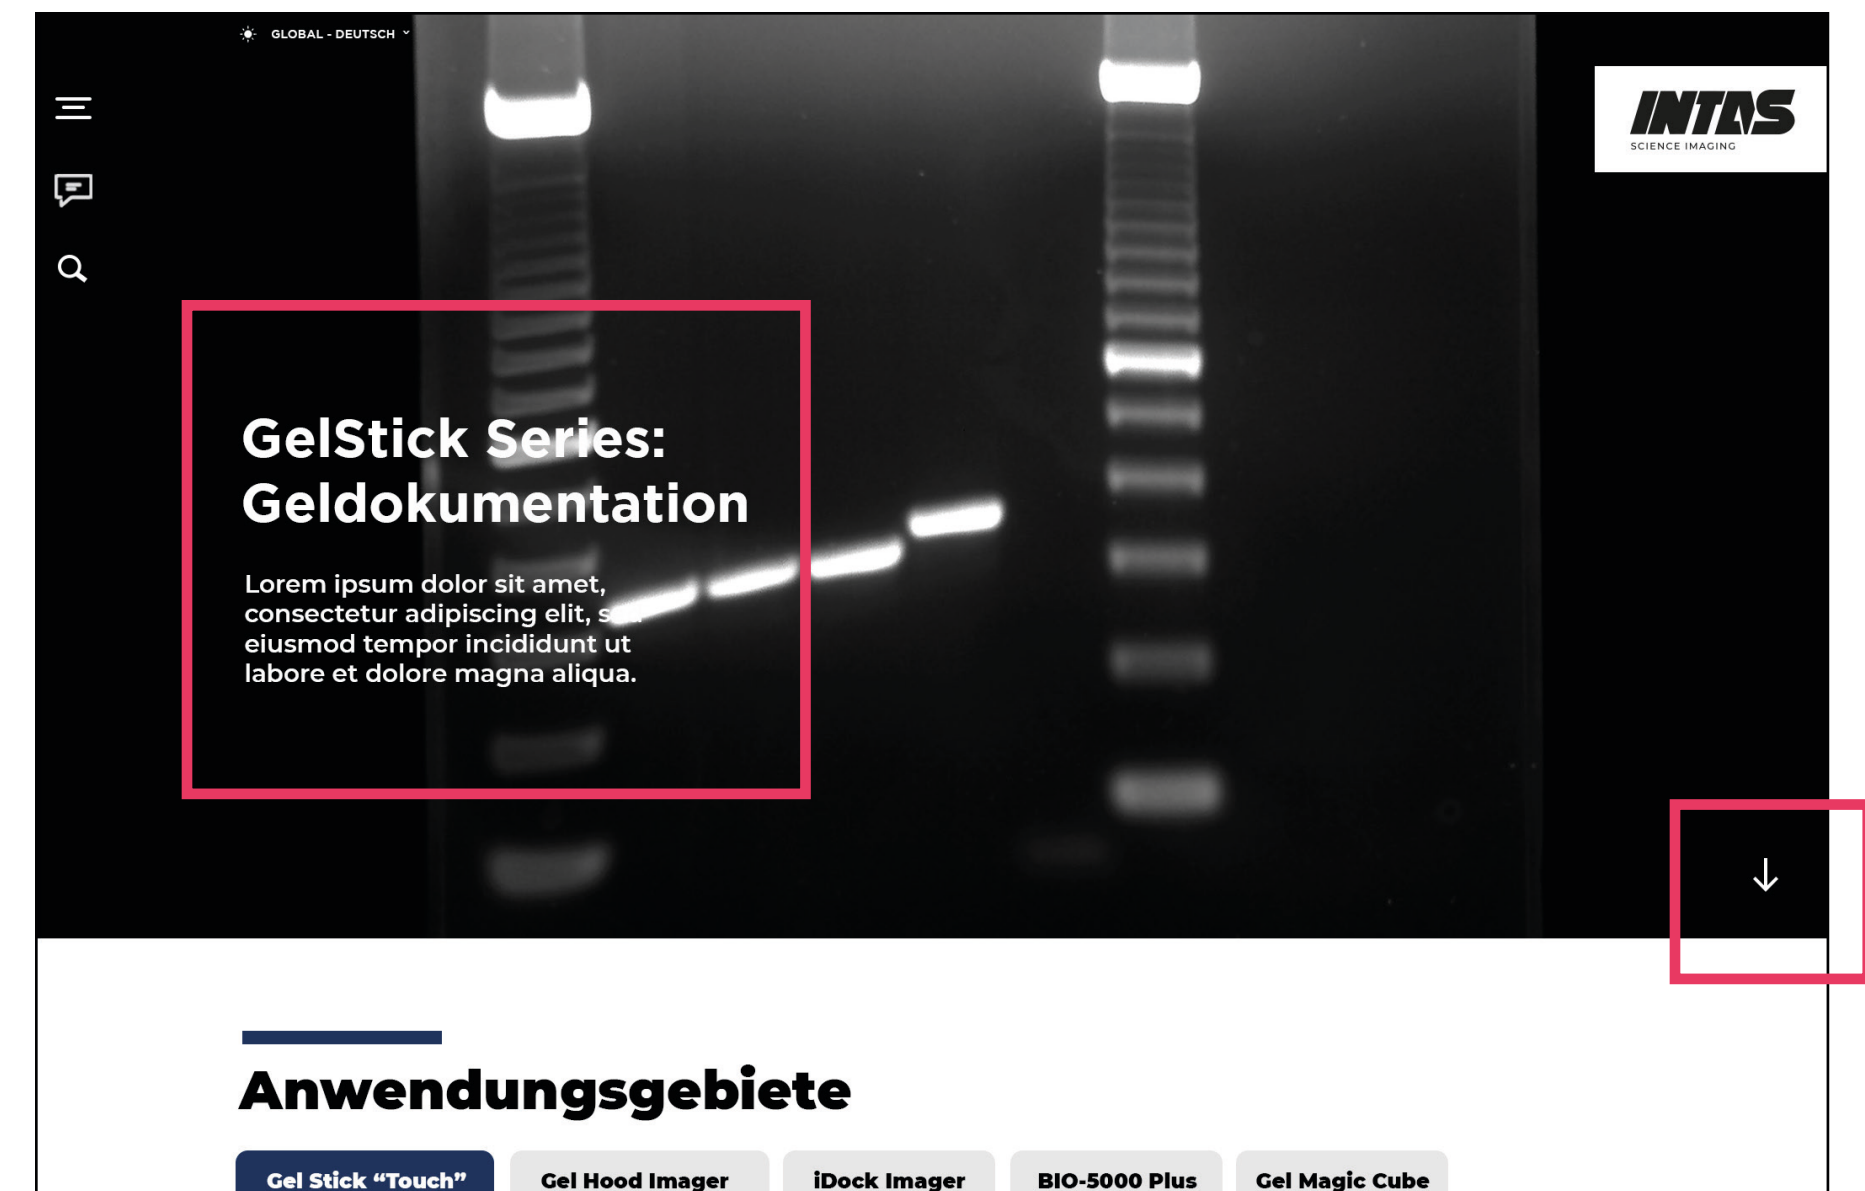 GLOBAL - DEUTSCH
INTAS
SCIENCE IMAGING
GelStick Series:
Geldokumentation
Lorem ipsum dolor sit amet,
consectetur adipiscing elit,
eiusmod tempor incididunt ut
labore et dolore magna aliqua.
Anwendungsgebiete
Gel Stick “Touch”
Gel Hood Imager
iDock Imager
BIO-5000 Plus
Gel Magic Cube